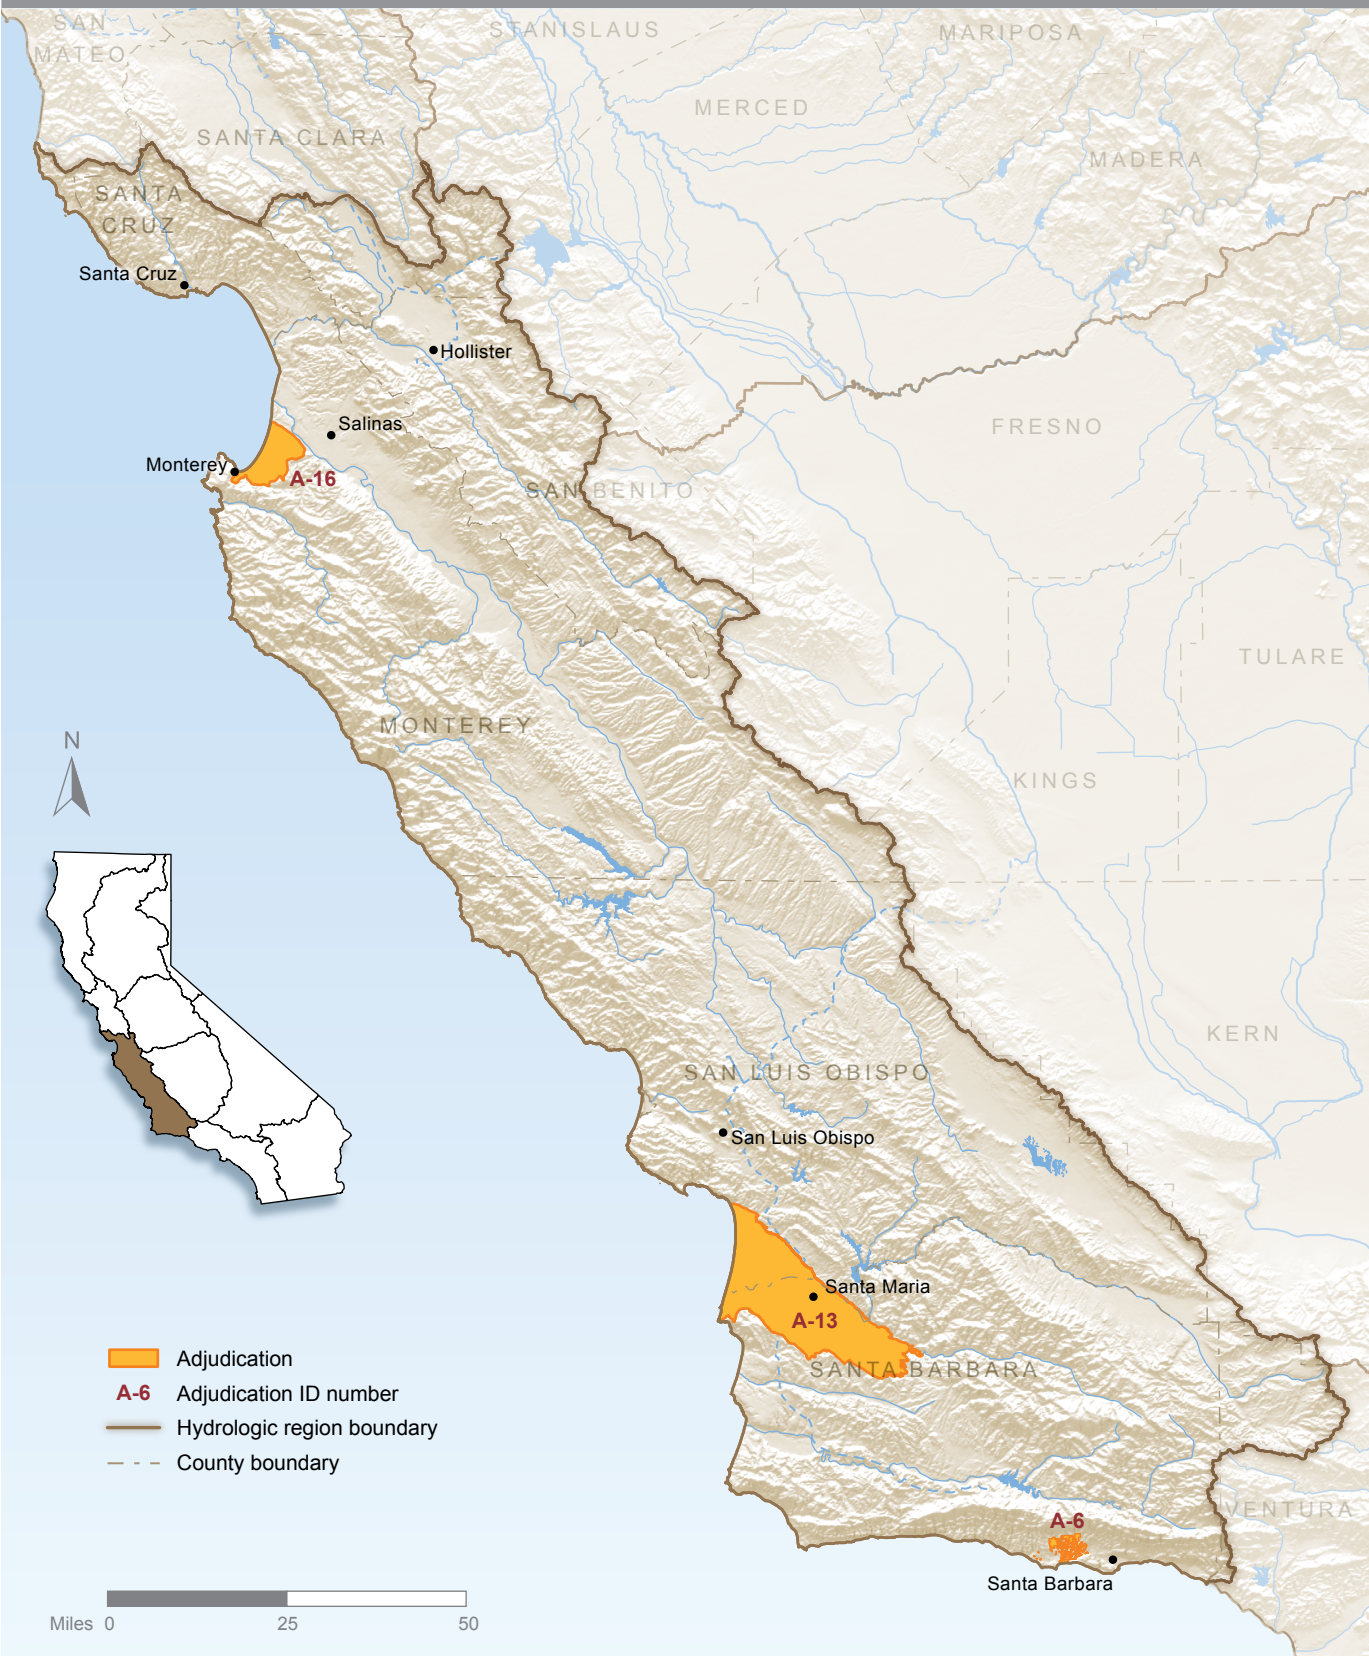 SAN
MATEO
STANISLAUS
MARIPOSA
MERCED
SANTA CLARA
MADERA
SANTA
CRUZ
Santa Cruz
Hollister
Salinas
FRESNO
Monterey
A-16
SAN BENITO
TULARE
MONTEREY
N
KINGS
KERN
SAN LUIS OBISPO
San Luis Obispo
Santa Maria
A-13
SANTA BARBARA
Adjudication
A-6 Adjudication ID number
Hydrologic region boundary
County boundary
VENTURA
A-6
Santa Barbara
Miles 0 25 50